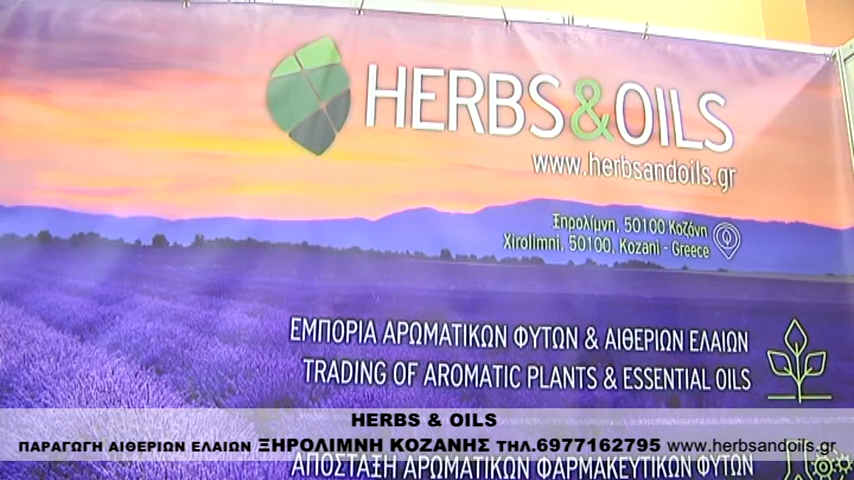 HERBS&OILS
www.herbsandoils.gr
Ξηρολίμνη, 50100 Κοζάνη
Xirolimni, 50100, Kozani - Greece
ΕΜΠΟΡΙΑ ΑΡΩΜΑΤΙΚΩΝ ΦΥΤΩΝ & ΑΙΘΕΡΙΩΝ ΕΛΑΙΩΝ
TRADING OF AROMATIC PLANTS & ESSENTIAL OILS
HERBS & OILS
ΠΑΡΑΓΩΓΗ ΑΙΘΕΡΙΩΝ ΕΛΑΙΩΝ ΞΗΡΟΛΙΜΝΗ ΚΟΖΑΝΗΣ ΤΗΛ.6977162795 www.herbsandoils.gr
ΑΠΟΣΤΑΞΗ ΑΡΩΜΑΤΙΚΩΝ ΦΑΡΜΑΚΕΥΤΙΚΩΝ ΦΥΤΩΝ